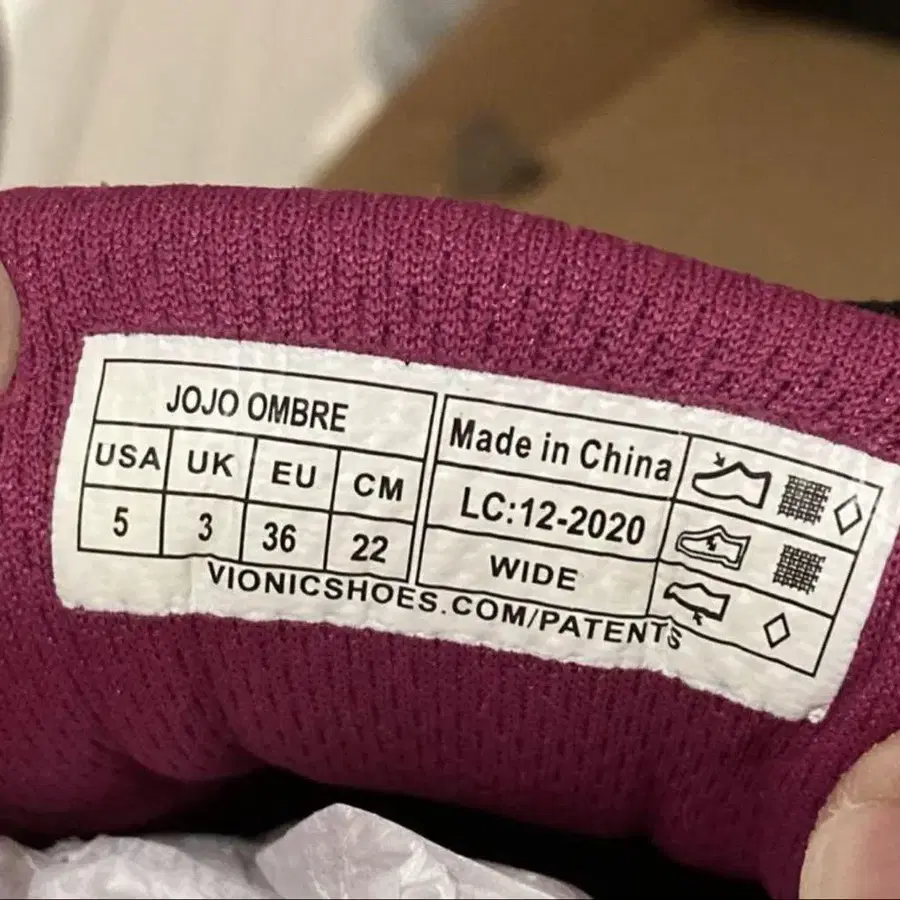 JOJO OMBRE
USA UK EU CM
5 3 36 22
Made in China
LC:12-2020
WIDE
VIONICSHOES.COM/PATENTS